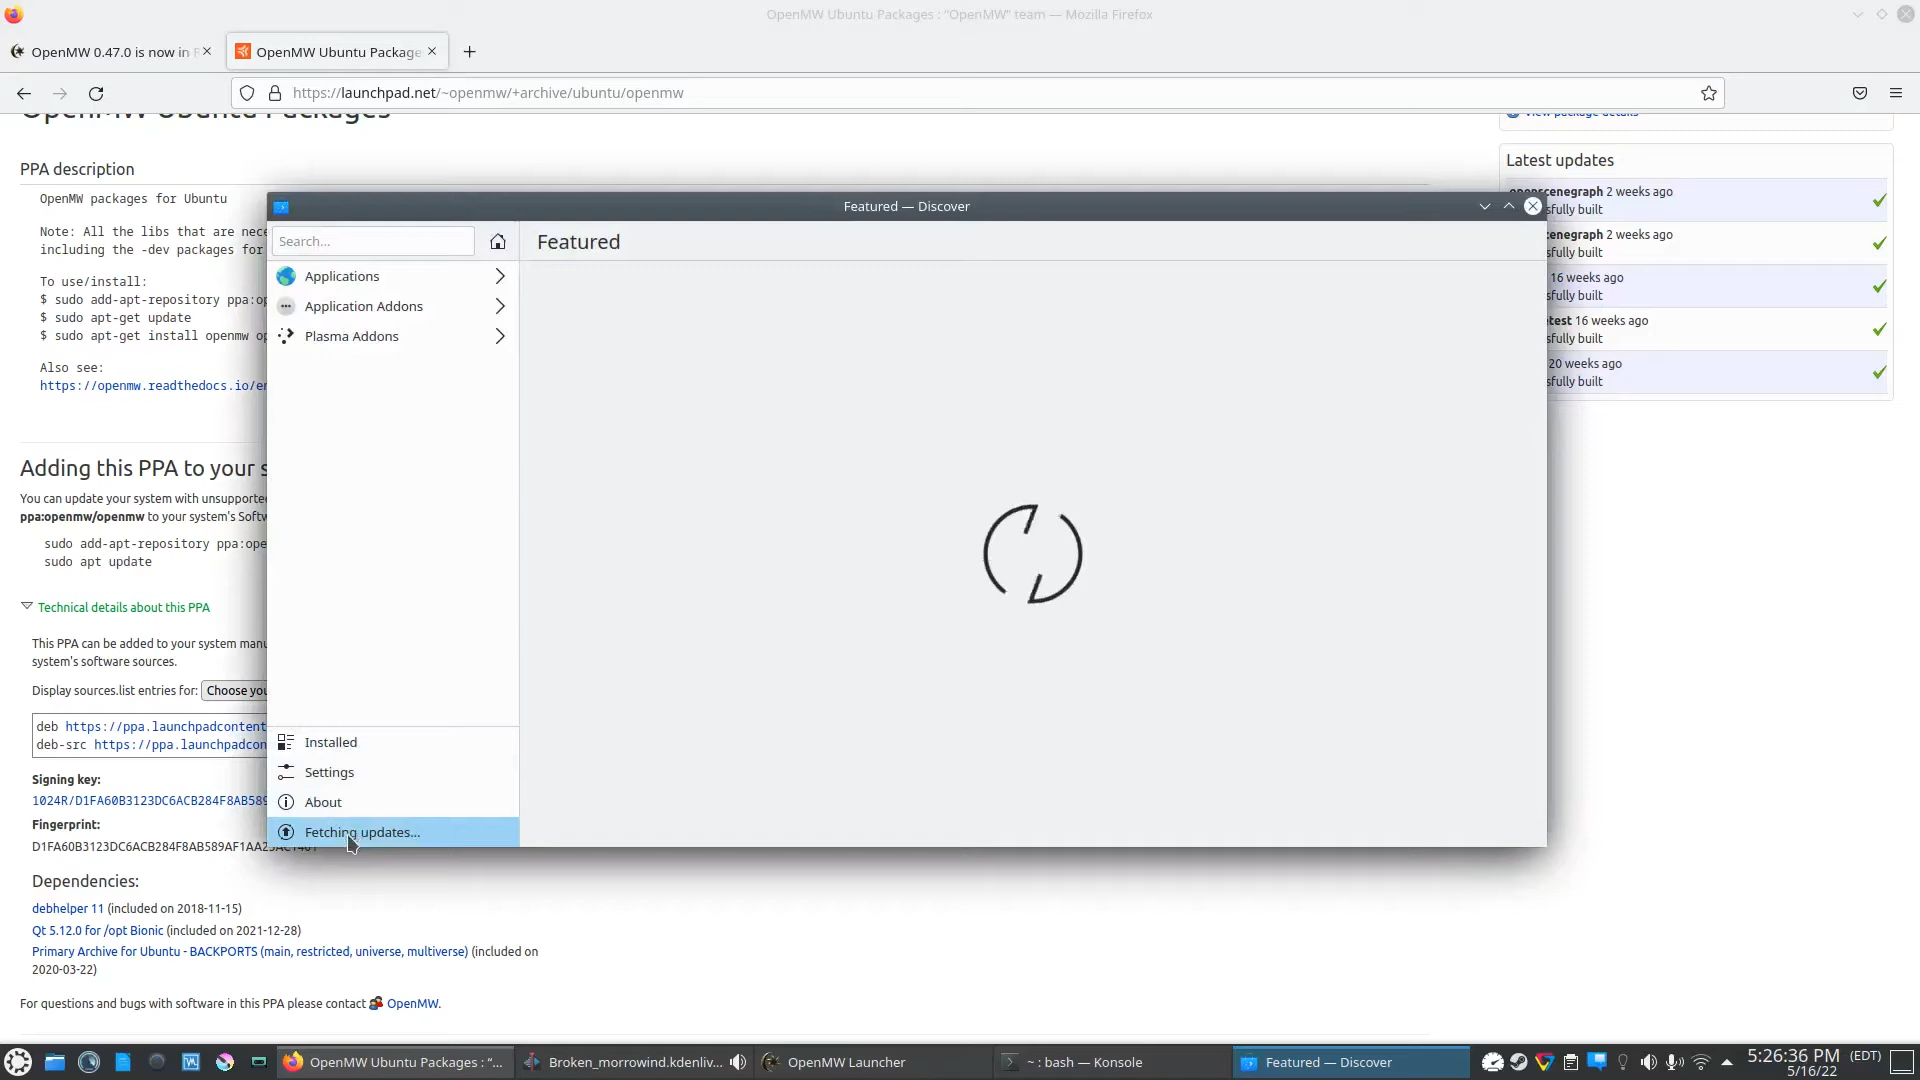 OpenMW Ubuntu Packages : "OpenMW" team — Mozilla Firefox
OpenMW 0.47.0 is now in
OpenMW Ubuntu Package
https://launchpad.net/~openmw/+archive/ubuntu/openmw
OpenMW Ubuntu Packages
View package details
PPA description
OpenMW packages for Ubuntu
Note: All the libs that are nece
including the -dev packages for
To use/install:
$ sudo add-apt-repository ppa:op
$ sudo apt-get update
$ sudo apt-get install openmw op
Also see:
https://openmw.readthedocs.io/en
Adding this PPA to your s
You can update your system with unsupporte
ppa:openmw/openmw to your system's Softw
sudo add-apt-repository ppa:ope
sudo apt update
Technical details about this PPA
This PPA can be added to your system manu
system's software sources.
Display sources.list entries for: Choose you
deb https://ppa.launchpadcontent
deb-src https://ppa.launchpadcon
Signing key:
1024R/D1FA60B3123DC6ACB284F8AB589
Fingerprint:
Dependencies:
debhelper 11 (included on 2018-11-15)
Qt 5.12.0 for /opt Bionic (included on 2021-12-28)
Primary Archive for Ubuntu - BACKPORTS (main, restricted, universe, multiverse) (included on
2020-03-22)
For questions and bugs with software in this PPA please contact OpenMW.
Latest updates
openscenegraph 2 weeks ago
sfully built
cenegraph 2 weeks ago
sfully built
16 weeks ago
sfully built
etest 16 weeks ago
sfully built
20 weeks ago
sfully built
Featured — Discover
Search...
Featured
Applications
Application Addons
Plasma Addons
Installed
Settings
About
Fetching updates...
OpenMW Ubuntu Packages : "...
Broken_morrowind.kdenliv...
OpenMW Launcher
~ : bash — Konsole
Featured — Discover
5:26:36 PM (EDT)
5/16/22